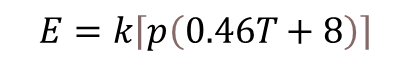 E = k⌈p(0.46T + 8)⌉